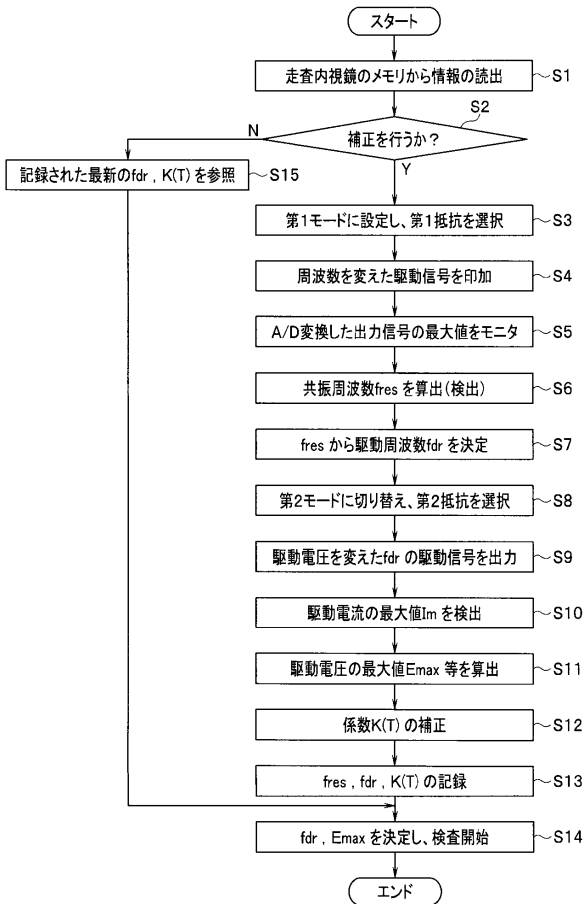 スタート
走査内視鏡のメモリから情報の読出
S1
S2
補正を行うか？
N
Y
記録された最新のfdr , K(T) を参照
S15
第1モードに設定し、第1抵抗を選択
S3
周波数を変えた駆動信号を印加
S4
A/D変換した出力信号の最大値をモニタ
S5
共振周波数fres を算出(検出)
S6
fres から駆動周波数fdr を決定
S7
第2モードに切り替え、第2抵抗を選択
S8
駆動電圧を変えたfdr の駆動信号を出力
S9
駆動電流の最大値Im を検出
S10
駆動電圧の最大値Emax 等を算出
S11
係数K(T) の補正
S12
fres , fdr , K(T) の記録
S13
fdr , Emax を決定し、検査開始
S14
エンド